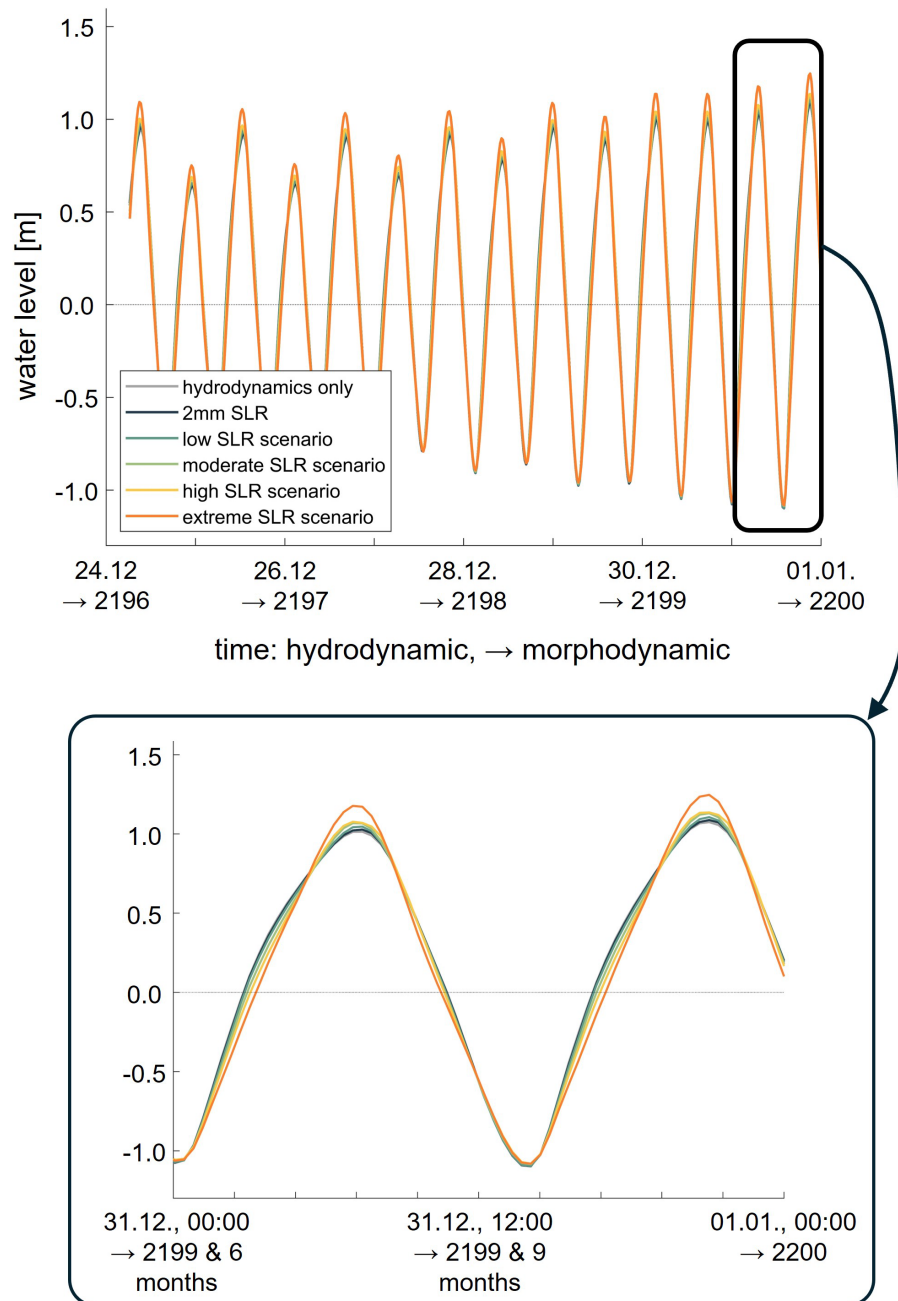 1.5
1.0
0.5
0.0
-0.5
-1.0
water level [m]
hydrodynamics only
2mm SLR
low SLR scenario
moderate SLR scenario
high SLR scenario
extreme SLR scenario
24.12 26.12 28.12. 30.12. 01.01.
→ 2196 → 2197 → 2198 → 2199 → 2200
time: hydrodynamic, → morphodynamic
1.5
1.0
0.5
0.0
-0.5
-1.0
31.12., 00:00 31.12., 12:00 01.01., 00:00
→ 2199 & 6 → 2199 & 9 → 2200
months months